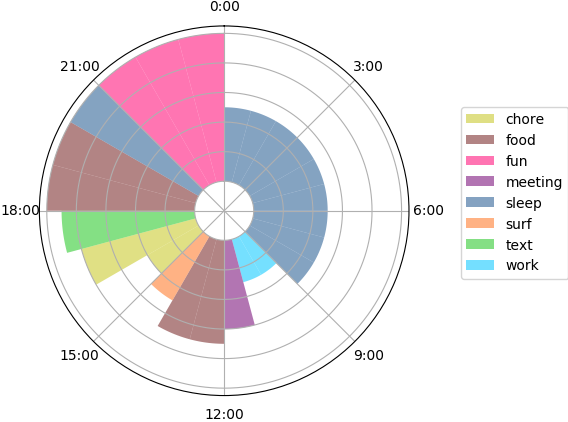 0:00
21:00
3:00
18:00
6:00
15:00
9:00
12:00
chore
food
fun
meeting
sleep
surf
text
work